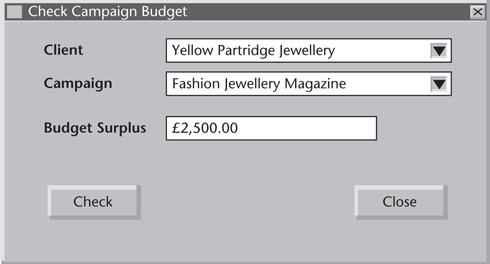 Check Campaign Budget
Client Yellow Partridge Jewellery
Campaign Fashion Jewellery Magazine
Budget Surplus £2,500.00
Check Close